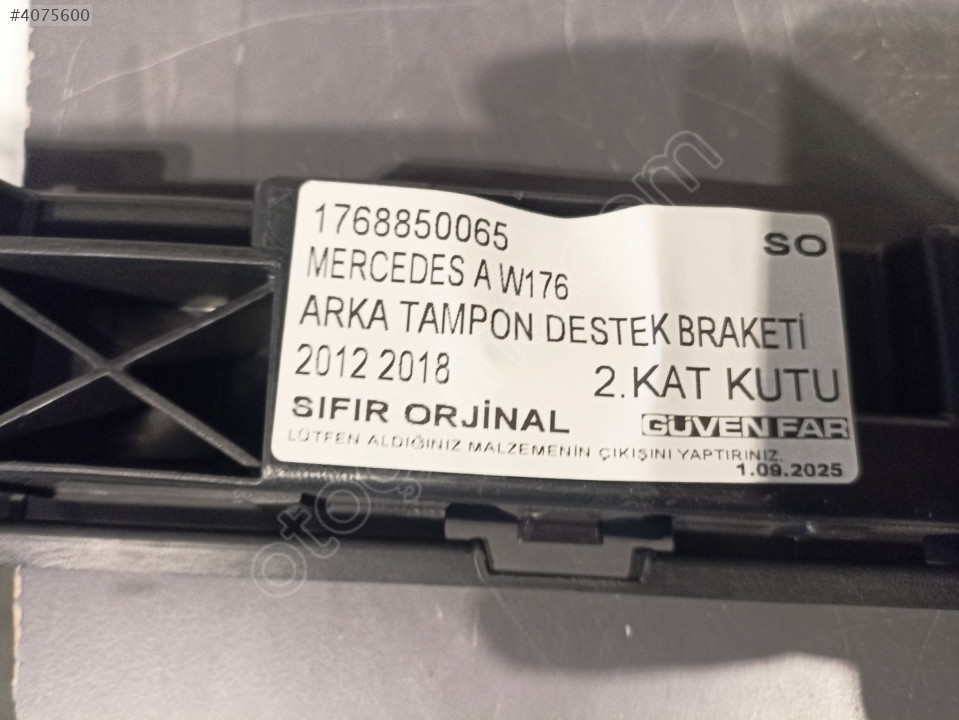 #4075600
1768850065
SO
MERCEDES A W176
ARKA TAMPON DESTEK BRAKETİ
2012 2018
2.KAT KUTU
SIFIR ORJİNAL
GÜVEN FAR
LÜTFEN ALDIĞINIZ MALZEMENİN ÇIKIŞINI YAPTIRINIZ.
1.09.2025